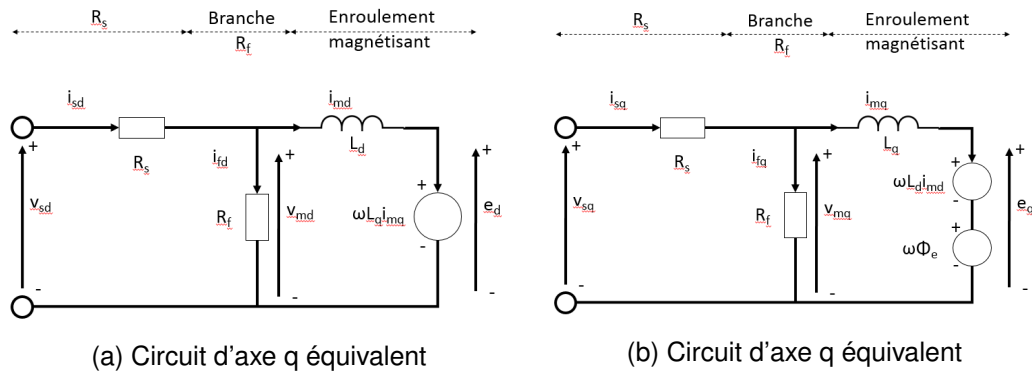 Rs
Branche
Rf
Enroulement
magnétisant
isd
Rs
ifd
imd
Ld
+
-
vsd
Rf
+
-
vmd
ωLqimq
+
-
+
-
ed
(a) Circuit d'axe q équivalent
Rs
Branche
Rf
Enroulement
magnétisant
isq
Rs
ifq
imq
Lq
+
-
vsq
Rf
+
-
vmq
ωLdimd
+
-
ωΦe
+
-
+
-
eq
(b) Circuit d'axe q équivalent